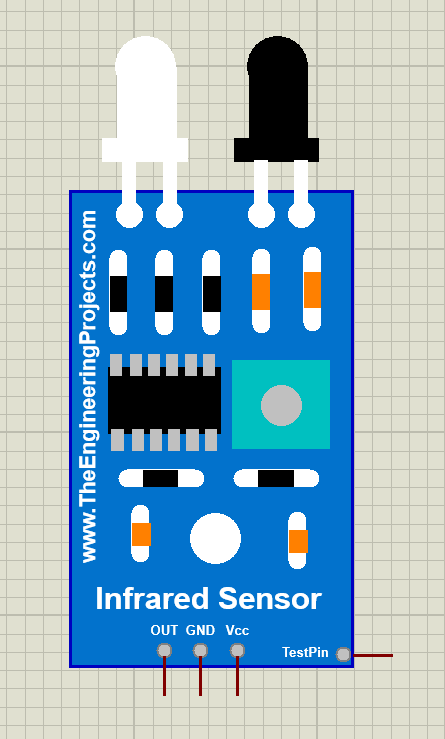 www.TheEngineeringProjects.com
Infrared Sensor
OUT GND Vcc
TestPin